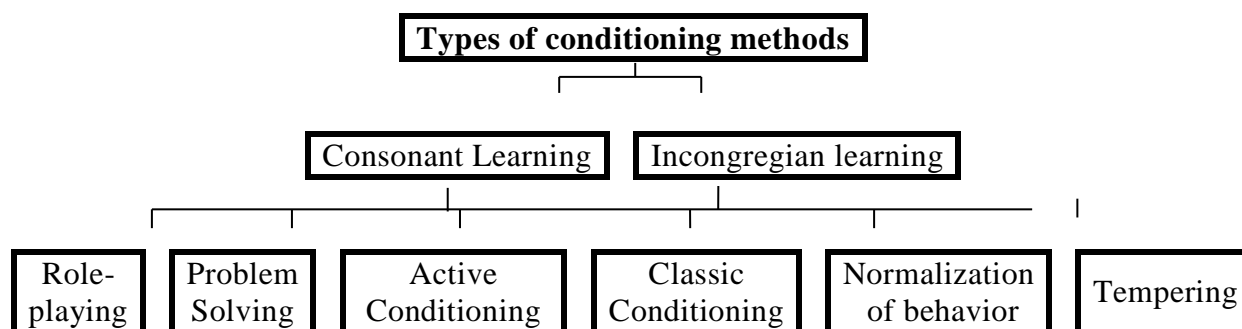 Types of conditioning methods
Consonant Learning
Incongregian learning
Role-
playing
Problem
Solving
Active
Conditioning
Classic
Conditioning
Normalization
of behavior
Tempering